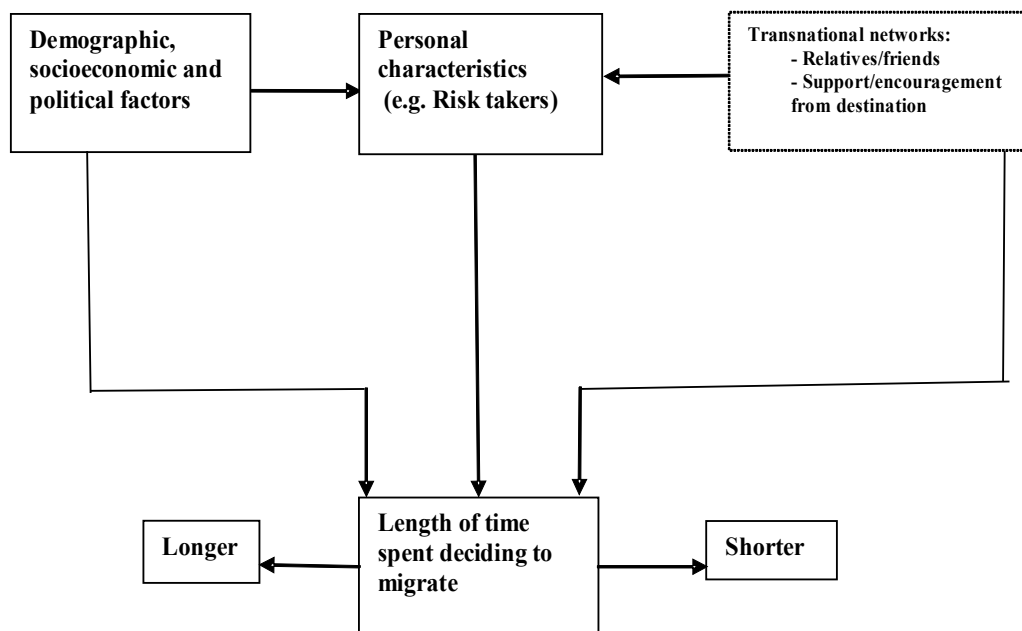 Demographic,
socioeconomic and
political factors
Personal
characteristics
(e.g. Risk takers)
Transnational networks:
- Relatives/friends
- Support/encouragement
from destination
Longer
Length of time
spent deciding to
migrate
Shorter